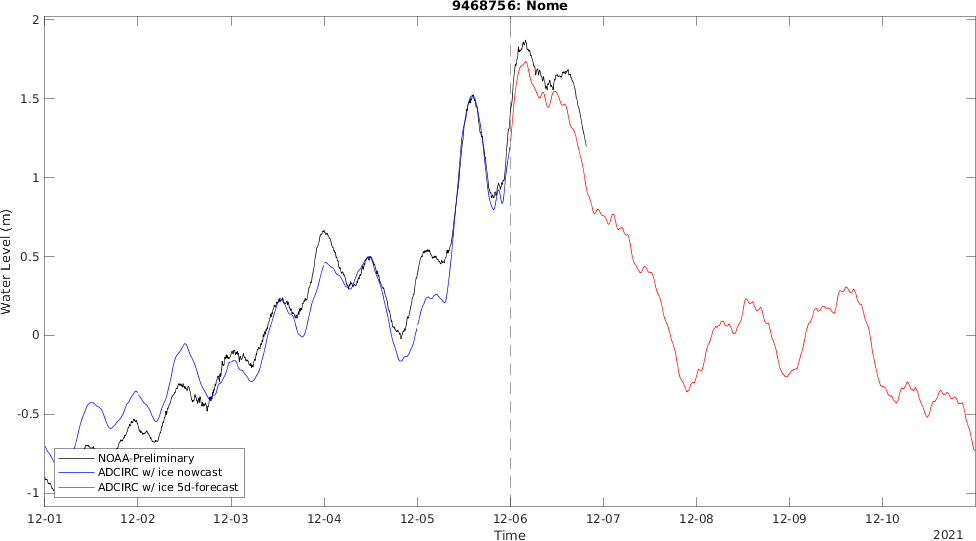 9468756: Nome
Water Level (m)
2
1.5
1
0.5
0
-0.5
-1
NOAA-Preliminary
ADCIRC w/ ice nowcast
ADCIRC w/ ice 5d-forecast
12-01 12-02 12-03 12-04 12-05 12-06 12-07 12-08 12-09 12-10
Time
2021